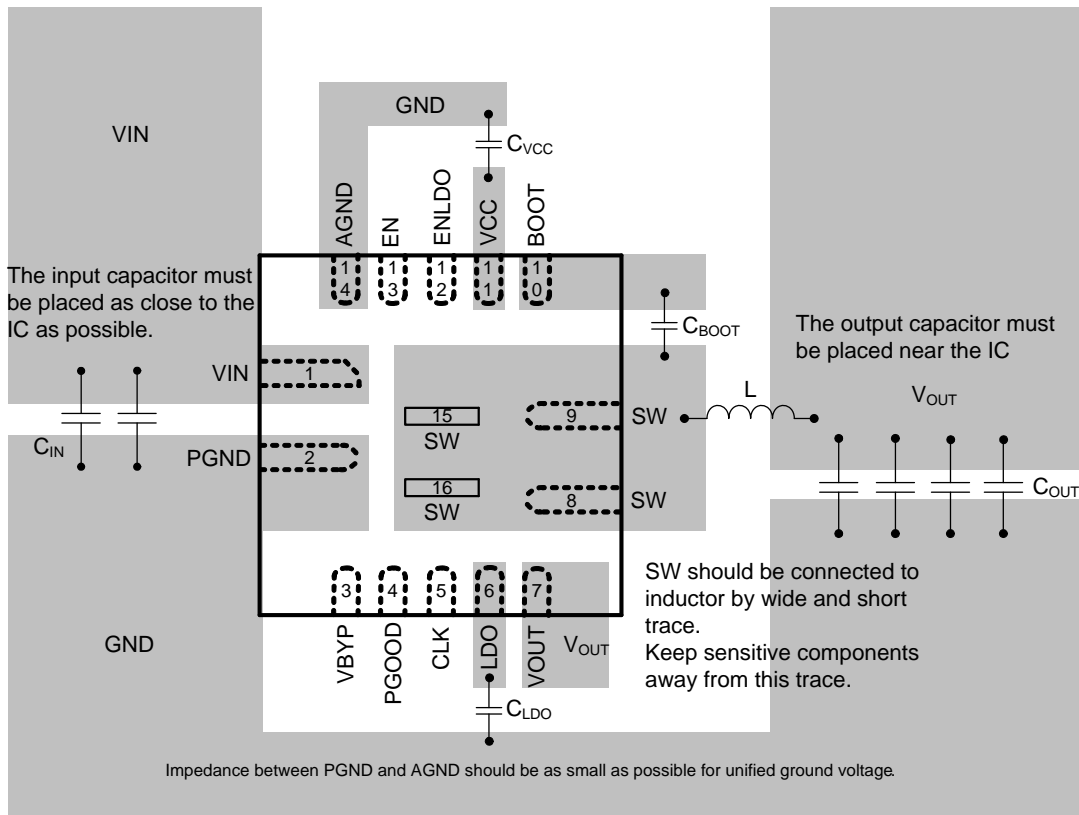 GND
VIN
CVCC
AGND
EN
ENLDO
VCC
BOOT
14
13
12
11
10
The input capacitor must
be placed as close to the
IC as possible.
CBOOT
The output capacitor must
be placed near the IC
VIN
1
L
VOUT
15
SW
9
SW
CIN
PGND
2
16
SW
8
SW
COUT
3
4
5
6
7
SW should be connected to
inductor by wide and short
trace.
Keep sensitive components
away from this trace.
GND
VBYP
PGOOD
CLK
LDO
VOUT
VOUT
CLDO
Impedance between PGND and AGND should be as small as possible for unified ground voltage.